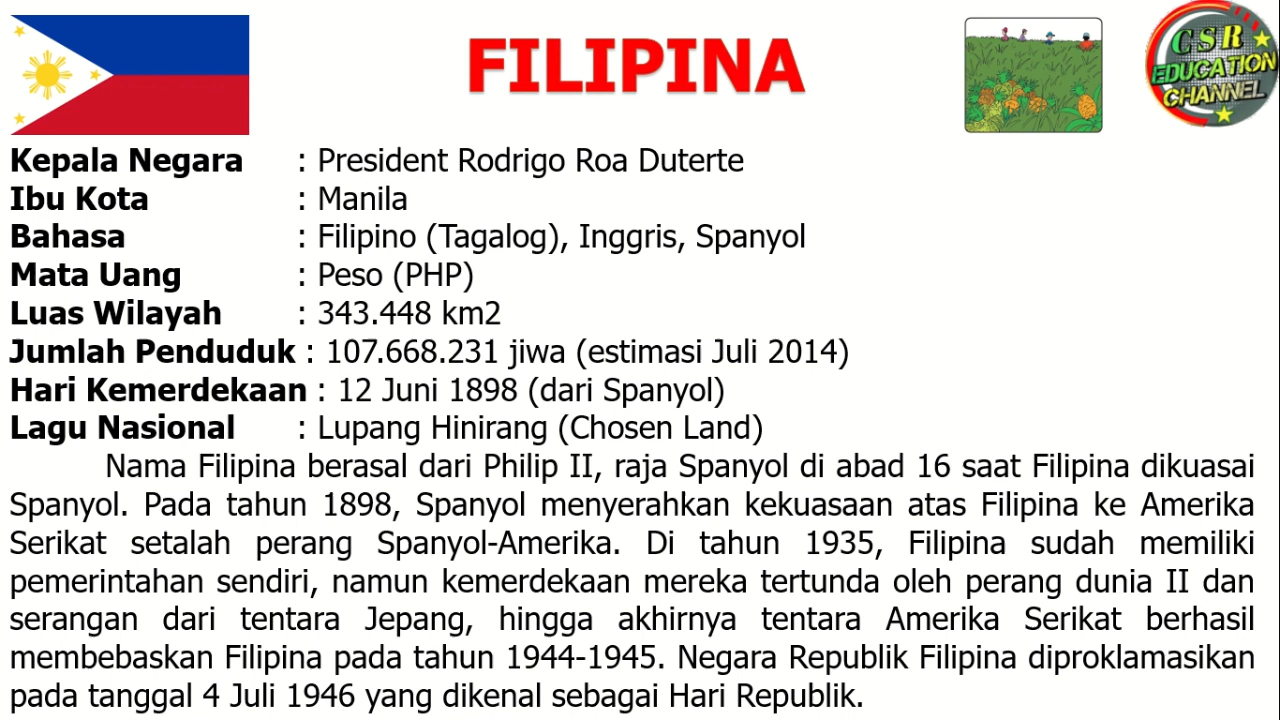 FILIPINA
CSR
EDUCATION
CHANNEL
Kepala Negara : President Rodrigo Roa Duterte
Ibu Kota : Manila
Bahasa : Filipino (Tagalog), Inggris, Spanyol
Mata Uang : Peso (PHP)
Luas Wilayah : 343.448 km2
Jumlah Penduduk : 107.668.231 jiwa (estimasi Juli 2014)
Hari Kemerdekaan : 12 Juni 1898 (dari Spanyol)
Lagu Nasional : Lupang Hinirang (Chosen Land)
Nama Filipina berasal dari Philip II, raja Spanyol di abad 16 saat Filipina dikuasai
Spanyol. Pada tahun 1898, Spanyol menyerahkan kekuasaan atas Filipina ke Amerika
Serikat setelah perang Spanyol-Amerika. Di tahun 1935, Filipina sudah memiliki
pemerintahan sendiri, namun kemerdekaan mereka tertunda oleh perang dunia II dan
serangan dari tentara Jepang, hingga akhirnya tentara Amerika Serikat berhasil
membebaskan Filipina pada tahun 1944-1945. Negara Republik Filipina diproklamasikan
pada tanggal 4 Juli 1946 yang dikenal sebagai Hari Republik.